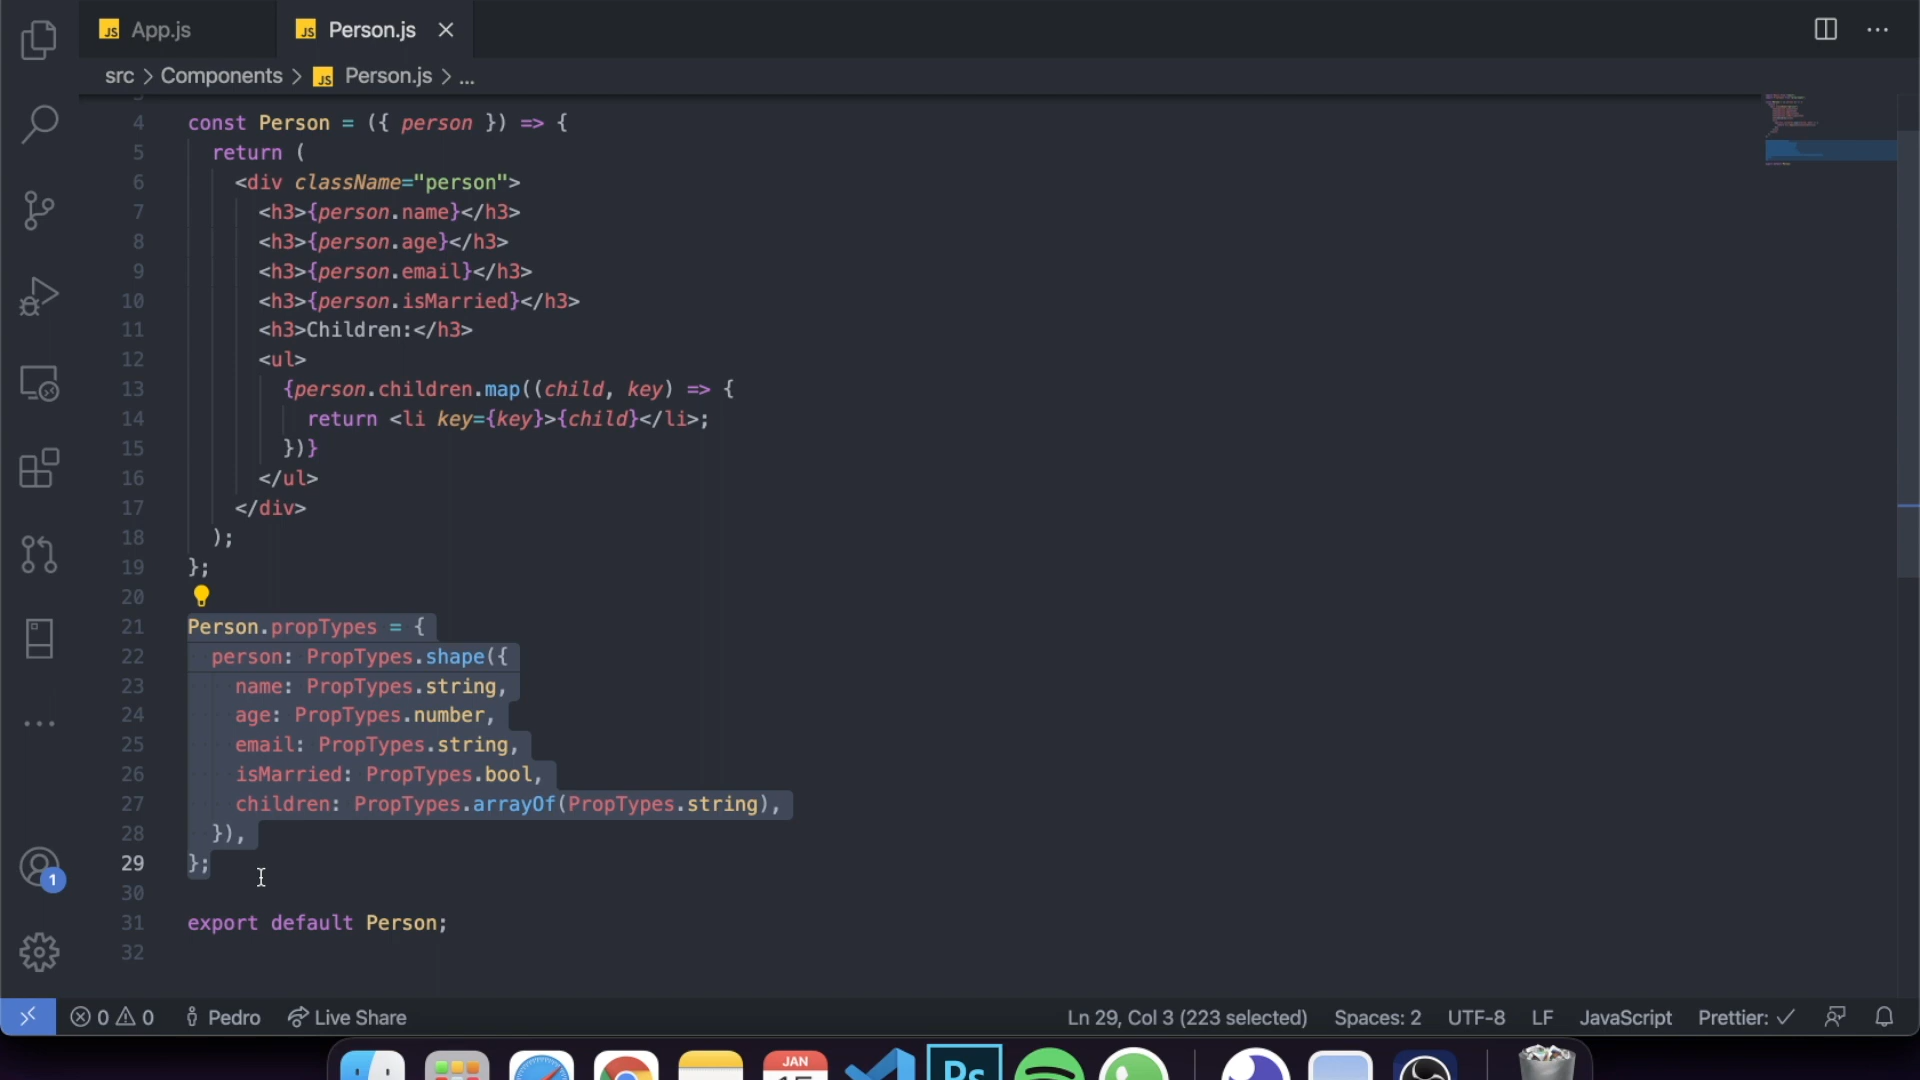 JS App.js
JS Person.js
src > Components > JS Person.js > ...
4 const Person = ({ person }) => {
5 return (
6 <div className="person">
7 <h3>{person.name}</h3>
8 <h3>{person.age}</h3>
9 <h3>{person.email}</h3>
10 <h3>{person.isMarried}</h3>
11 <h3>Children:</h3>
12 <ul>
13 {person.children.map((child, key) => {
14 return <li key={key}>{child}</li>;
15 })}
16 </ul>
17 </div>
18 );
19 };
20
21 Person.propTypes = {
22 person: PropTypes.shape({
23 name: PropTypes.string,
24 age: PropTypes.number,
25 email: PropTypes.string,
26 isMarried: PropTypes.bool,
27 children: PropTypes.arrayOf(PropTypes.string),
28 }),
29 };
30
31 export default Person;
32
1
0 0 Pedro Live Share Ln 29, Col 3 (223 selected) Spaces: 2 UTF-8 LF JavaScript Prettier: ✓
JAN
Ps